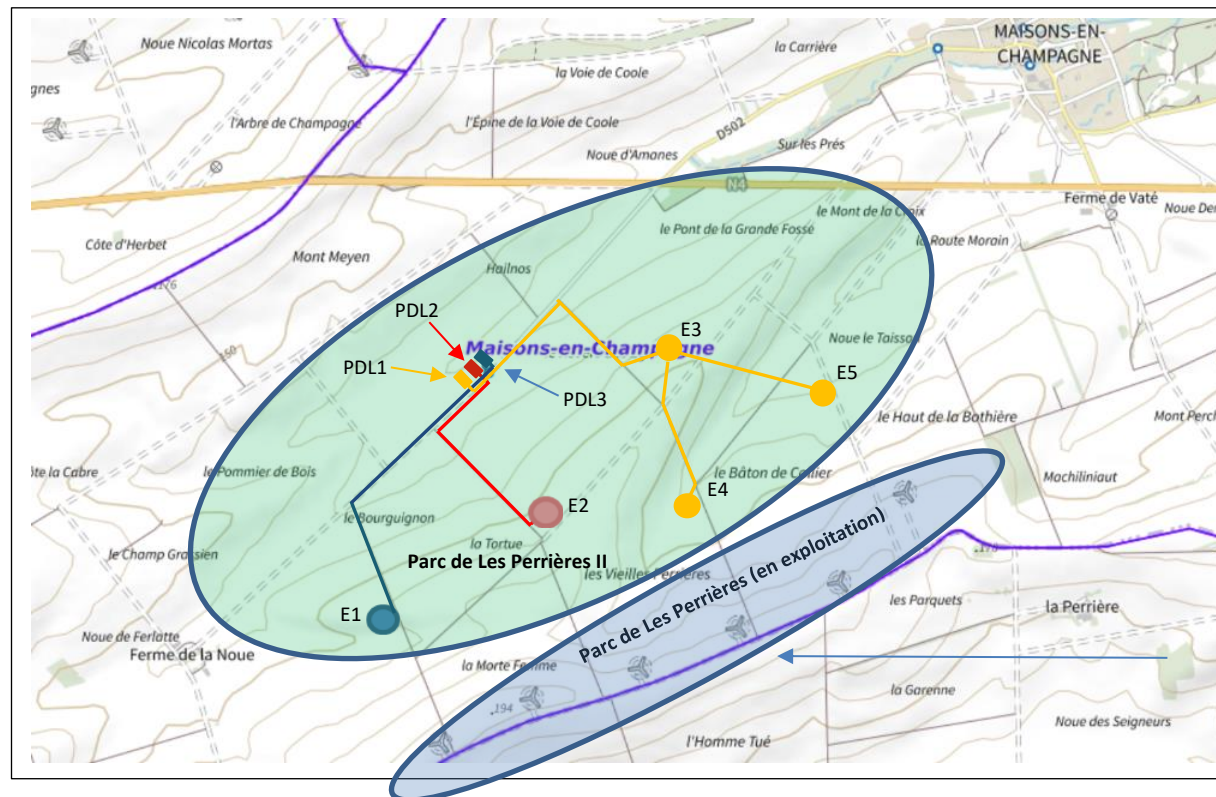 MAISONS-EN-
CHAMPAGNE
Noue Nicolas Mortas
la Carrière
la Voie de Coole
gnes
l'Arbre de Champagne
l'Épine de la Voie de Coole
D502
Sur les Prés
Noue d'Amanes
N4
Ferme de Vaté
Noue Der
le Mont de la Croix
le Pont de la Grande Fosse
la Route Morain
Côte d'Herbet
Mont Meyen
Hailnos
176
150
PDL2
E3
Noue le Taisson
Maisons-en-Champagne
PDL1
PDL3
E5
le Haut de la Bothière
Mont Perch
ôte la Cabre
le Pommier de Bois
le Bâton de Cellier
Machiliniaut
E4
E2
le Bourguignon
la Tortue
le Champ Grassien
Parc de Les Perrières II
les Vieilles Perrières
Parc de Les Perrières (en exploitation)
les Parquets
la Perrière
E1
Noue de Ferlatte
Ferme de la Noue
la Morte Femme
la Garenne
194
Noue des Seigneurs
l'Homme Tué